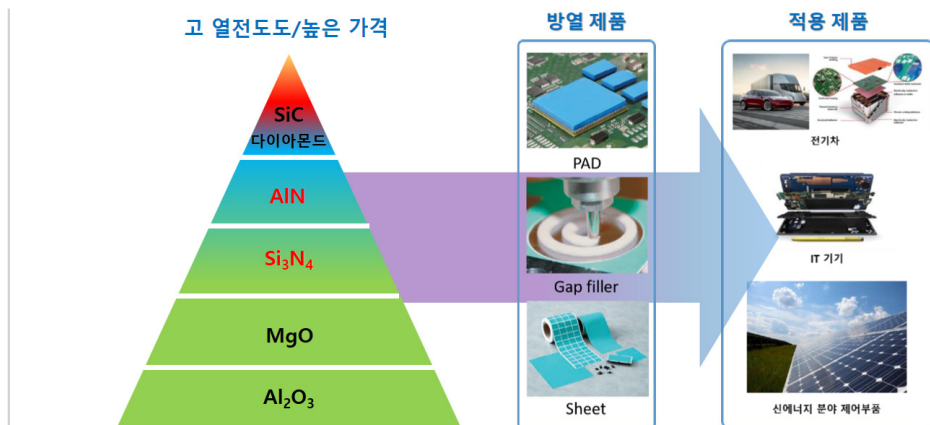 고 열전도도/높은 가격
방열 제품
적용 제품
SiC
다이아몬드
AlN
Si₃N₄
MgO
Al₂O₃
PAD
Gap filler
Sheet
전기차
IT 기기
신에너지 분야 제어부품